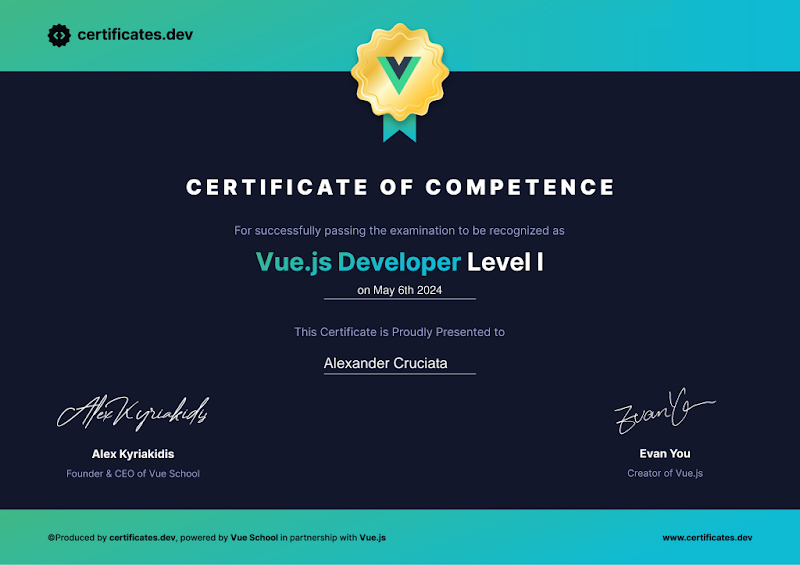 certificates.dev
CERTIFICATE OF COMPETENCE
For successfully passing the examination to be recognized as
Vue.js Developer Level I
on May 6th 2024
This Certificate is Proudly Presented to
Alexander Cruciata
Alex Kyriakidis
Evan You
Alex Kyriakidis
Evan You
Founder & CEO of Vue School
Creator of Vue.js
©Produced by certificates.dev, powered by Vue School in partnership with Vue.js
www.certificates.dev